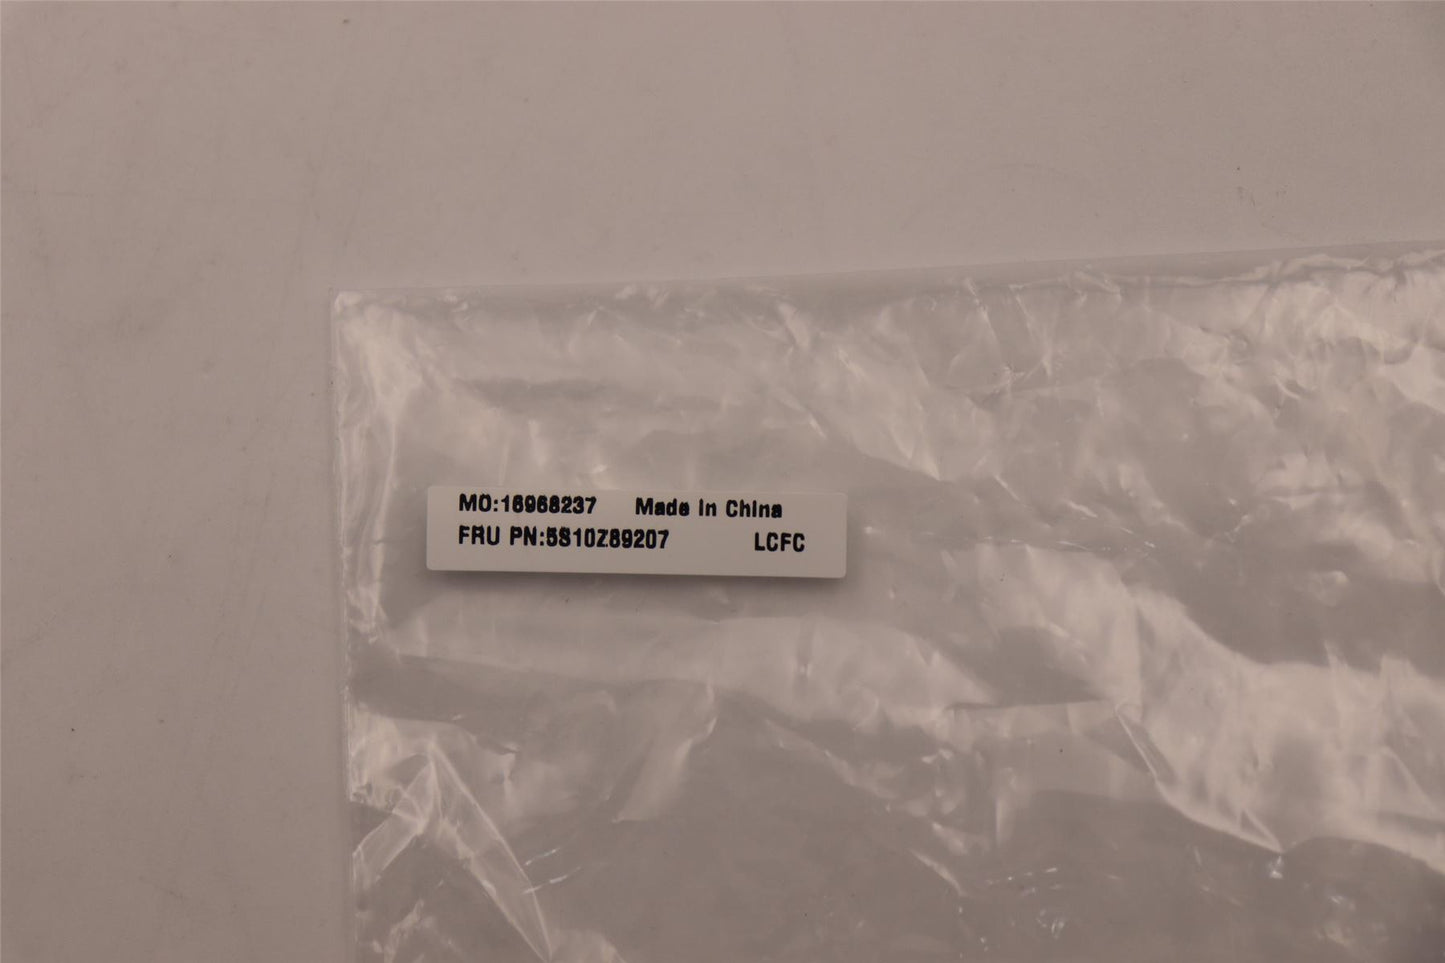 MO:16968237 Made in China
FRU PN:5S10Z89207 LCFC